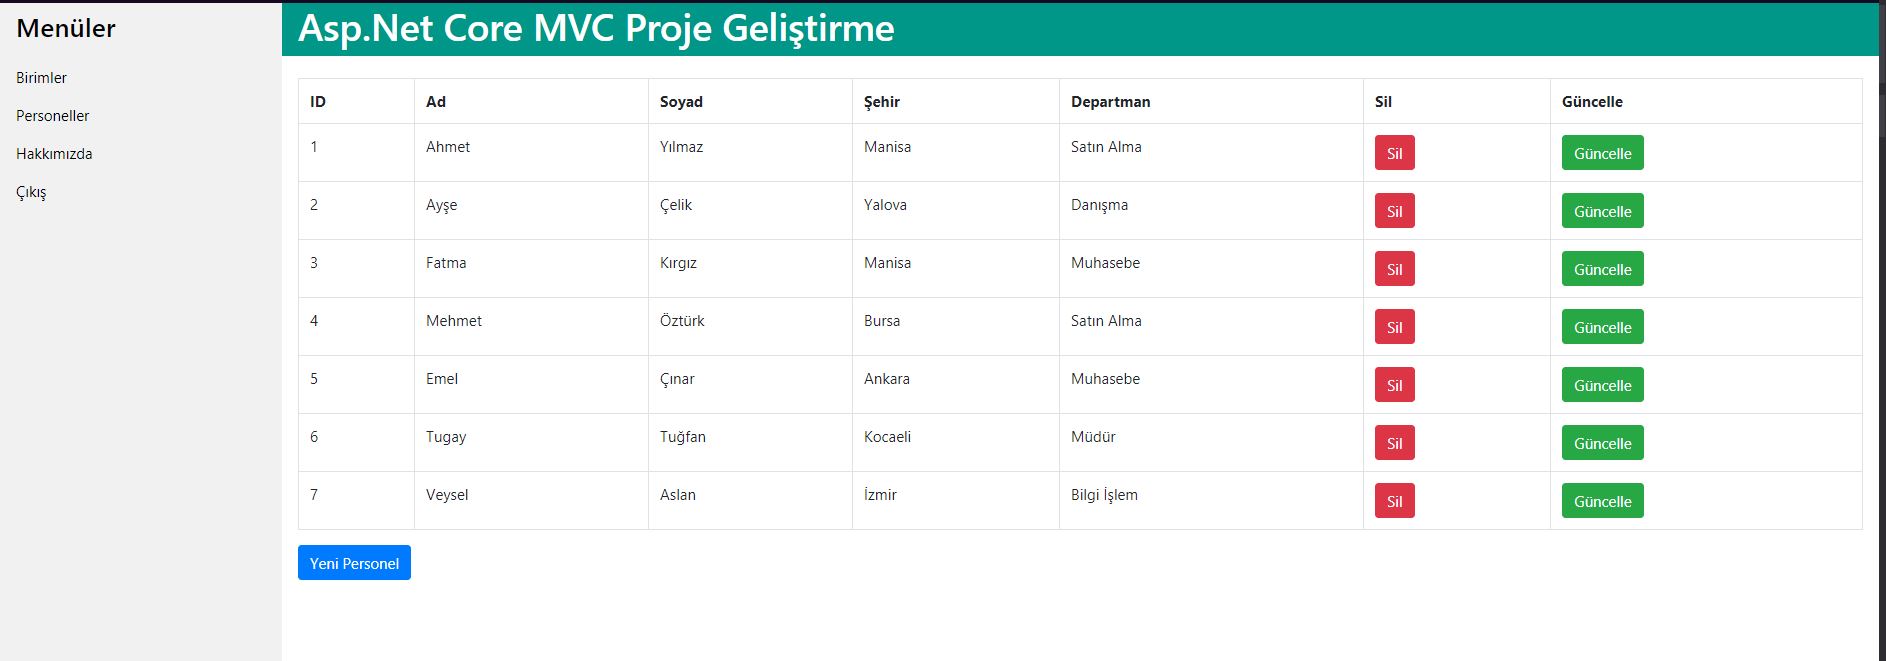 Menüler
Birimler
Personeller
Hakkımızda
Çıkış
Asp.Net Core MVC Proje Geliştirme
ID Ad Soyad Şehir Departman Sil Güncelle
1 Ahmet Yılmaz Manisa Satın Alma Sil Güncelle
2 Ayşe Çelik Yalova Danışma Sil Güncelle
3 Fatma Kırgız Manisa Muhasebe Sil Güncelle
4 Mehmet Öztürk Bursa Satın Alma Sil Güncelle
5 Emel Çınar Ankara Muhasebe Sil Güncelle
6 Tugay Tuğfan Kocaeli Müdür Sil Güncelle
7 Veysel Aslan İzmir Bilgi İşlem Sil Güncelle
Yeni Personel